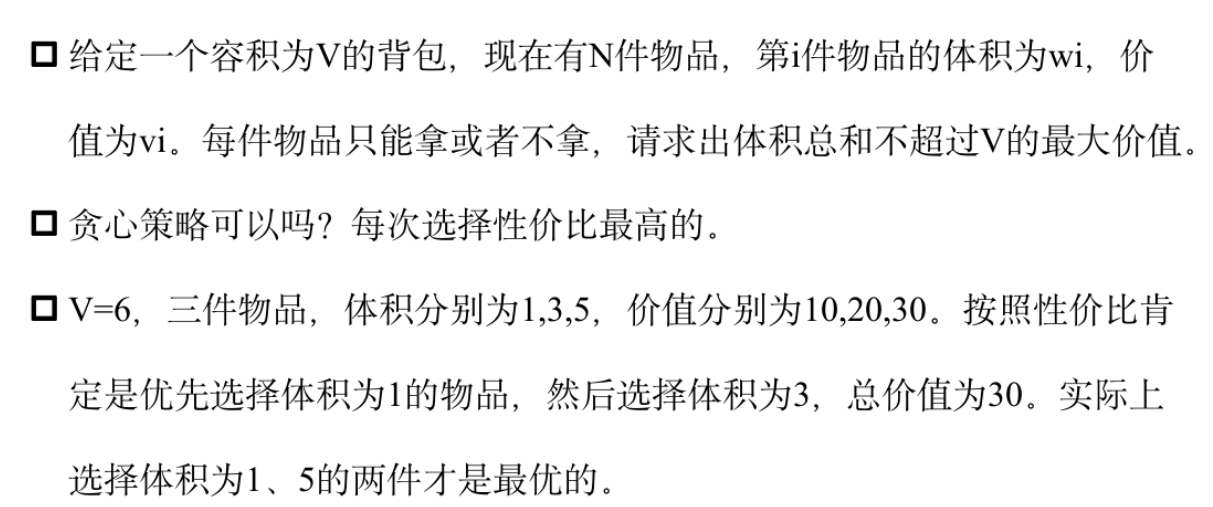 给定一个容积为V的背包，现在有N件物品，第i件物品的体积为wi，价
值为vi。每件物品只能拿或者不拿，请求出体积总和不超过V的最大价值。
贪心策略可以吗？每次选择性价比最高的。
V=6，三件物品，体积分别为1,3,5，价值分别为10,20,30。按照性价比肯
定是优先选择体积为1的物品，然后选择体积为3，总价值为30。实际上
选择体积为1、5的两件才是最优的。